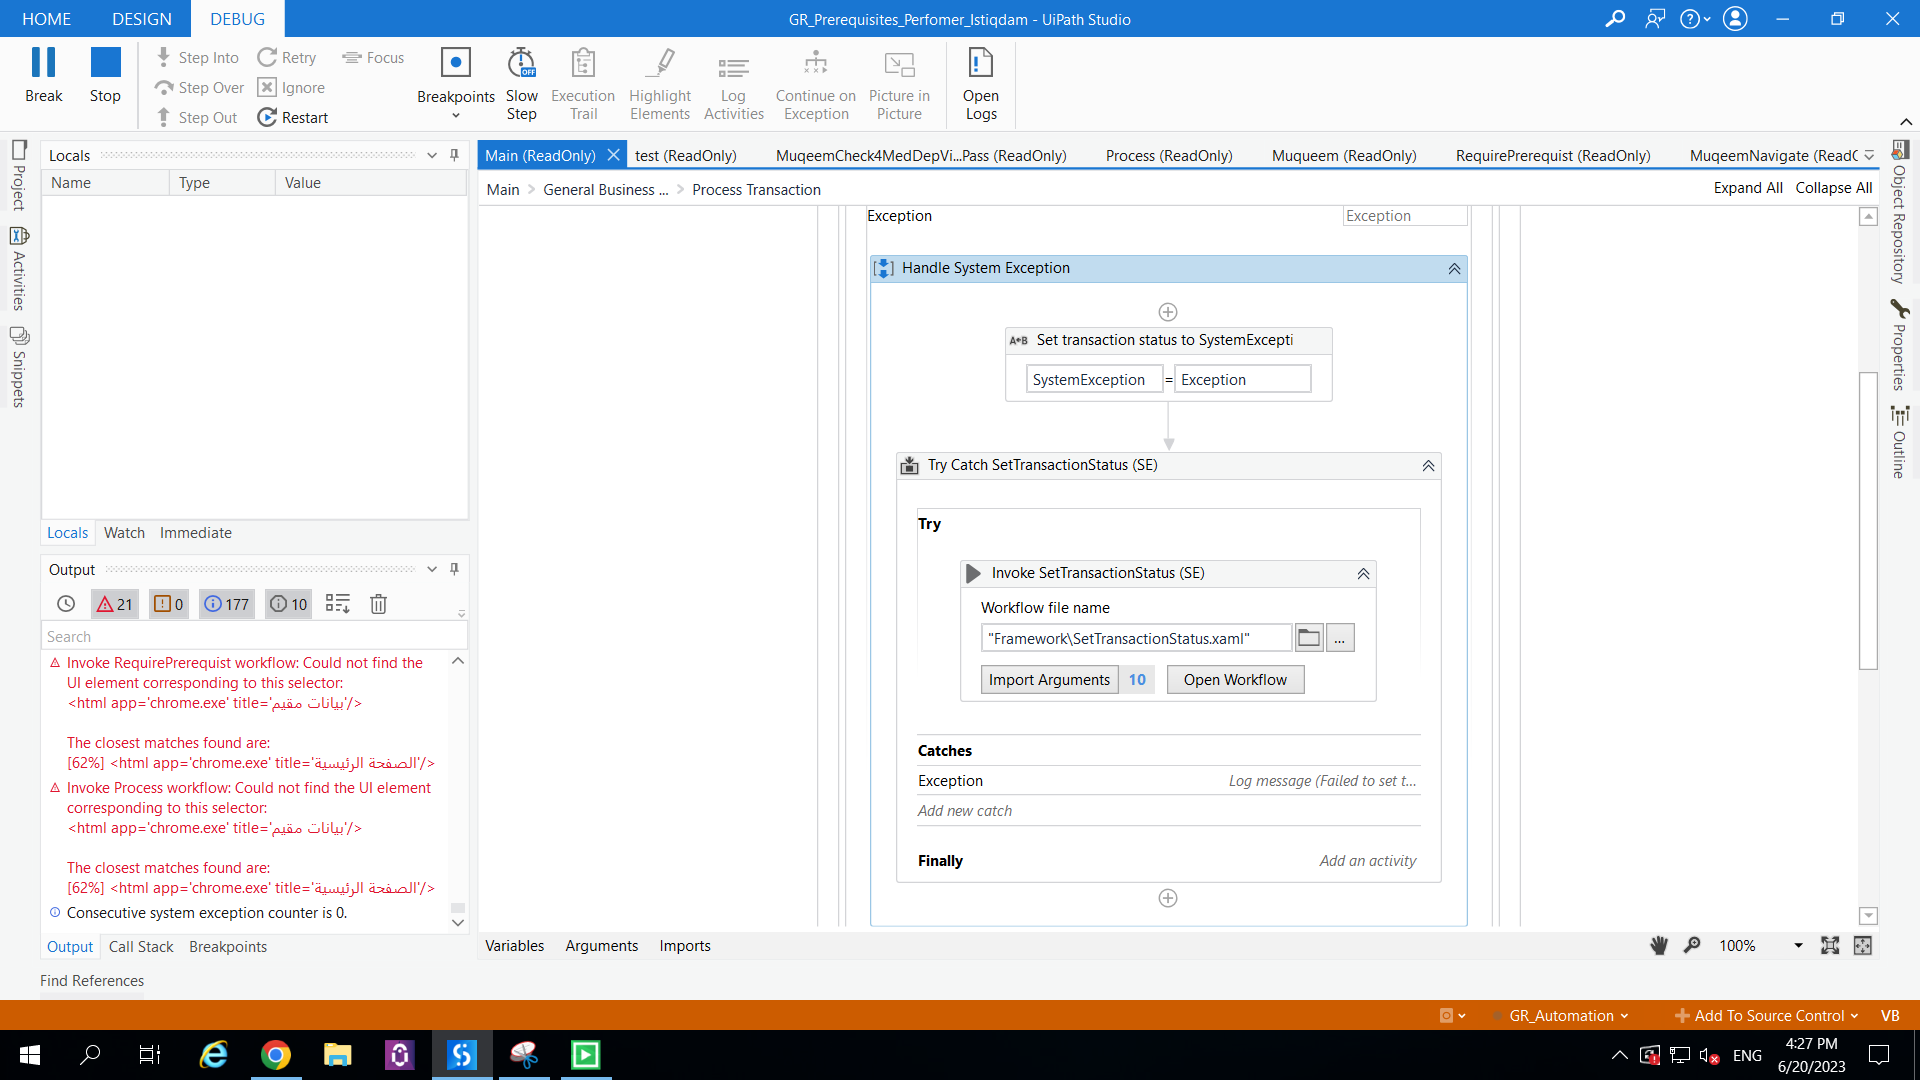 HOME
DESIGN
DEBUG
GR_Prerequisites_Perfomer_Istiqdam - UiPath Studio
Break
Stop
Step Into
Step Over
Step Out
Retry
Ignore
Restart
Focus
Breakpoints
Slow
Step
OFF
Execution
Trail
Highlight
Elements
Log
Activities
Continue on
Exception
Picture in
Picture
Open
Logs
Project
Activities
Snippets
Locals
Name
Type
Value
Locals
Watch
Immediate
Output
21
0
177
10
Search
Invoke RequirePrerequist workflow: Could not find the
UI element corresponding to this selector:
<html app='chrome.exe' title='بيانات مقيم'/>
The closest matches found are:
[62%] <html app='chrome.exe' title='الصفحة الرئيسية'/>
Invoke Process workflow: Could not find the UI element
corresponding to this selector:
<html app='chrome.exe' title='بيانات مقيم'/>
The closest matches found are:
[62%] <html app='chrome.exe' title='الصفحة الرئيسية'/>
Consecutive system exception counter is 0.
Output
Call Stack
Breakpoints
Find References
Main (ReadOnly)
test (ReadOnly)
MuqeemCheck4MedDepVi...Pass (ReadOnly)
Process (ReadOnly)
Muqueem (ReadOnly)
RequirePrerequist (ReadOnly)
MuqeemNavigate (ReadC
Main > General Business ... > Process Transaction
Expand All
Collapse All
Exception
Exception
Handle System Exception
A+B Set transaction status to SystemExcepti
SystemException = Exception
Try Catch SetTransactionStatus (SE)
Try
Invoke SetTransactionStatus (SE)
Workflow file name
"Framework\SetTransactionStatus.xaml"
...
Import Arguments
10
Open Workflow
Catches
Exception
Log message (Failed to set t...
Add new catch
Finally
Add an activity
Variables
Arguments
Imports
100%
Object Repository
Properties
Outline
GR_Automation
Add To Source Control
VB
ENG
4:27 PM
6/20/2023